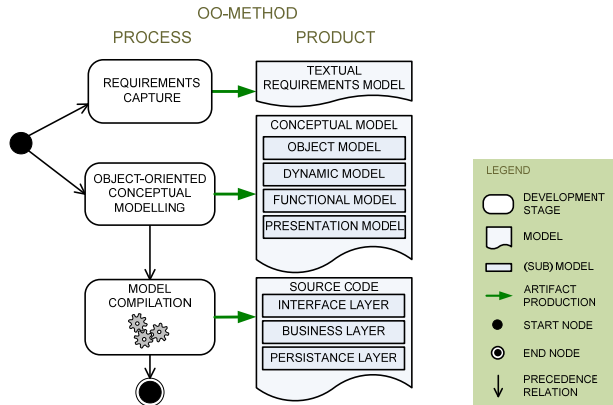 OO-METHOD
PROCESS
PRODUCT
REQUIREMENTS
CAPTURE
TEXTUAL
REQUIREMENTS MODEL
OBJECT-ORIENTED
CONCEPTUAL
MODELLING
CONCEPTUAL MODEL
OBJECT MODEL
DYNAMIC MODEL
FUNCTIONAL MODEL
PRESENTATION MODEL
MODEL
COMPILATION
SOURCE CODE
INTERFACE LAYER
BUSINESS LAYER
PERSISTANCE LAYER
LEGEND
DEVELOPMENT
STAGE
MODEL
(SUB) MODEL
ARTIFACT
PRODUCTION
START NODE
END NODE
PRECEDENCE
RELATION